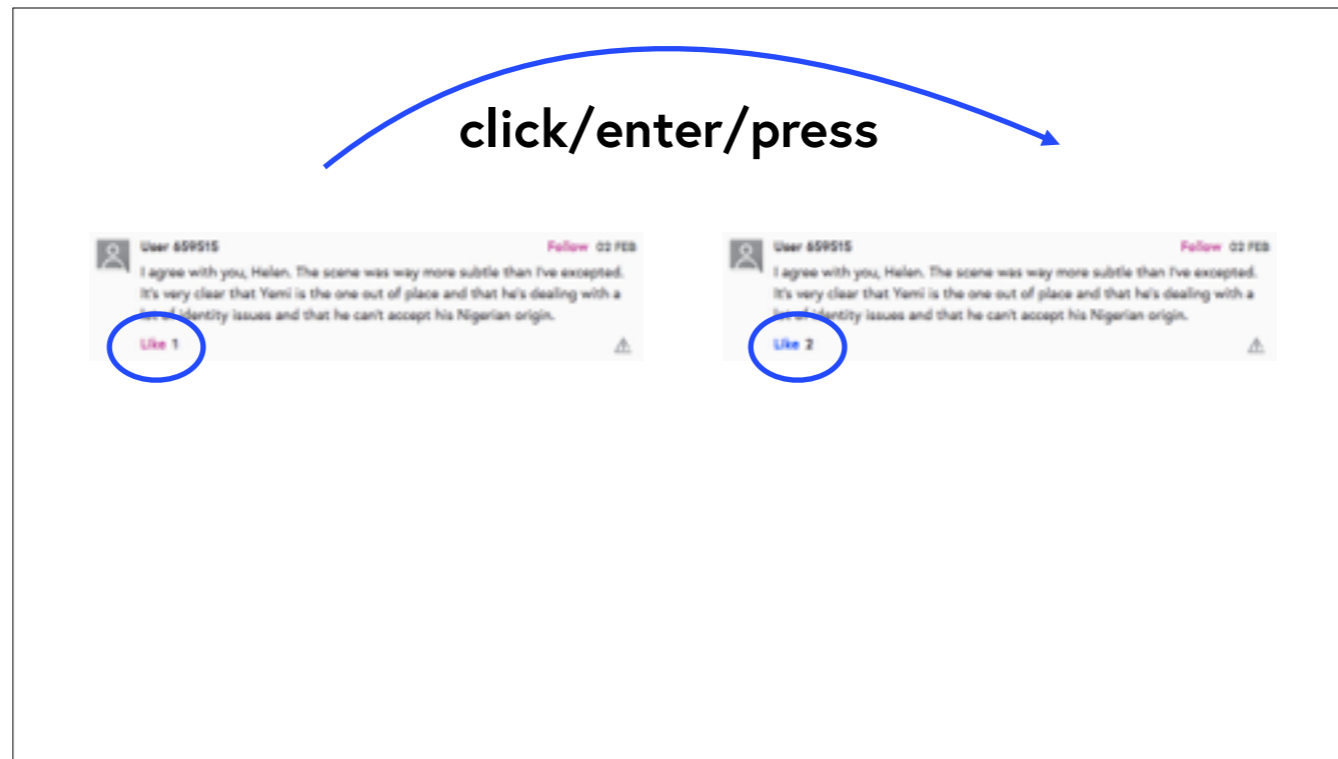 click/enter/press
User 659515 Follow 02 FEB
I agree with you, Helen. The scene was way more subtle than I've excepted.
It's very clear that Yemi is the one out of place and that he's dealing with a
lot of identity issues and that he can't accept his Nigerian origin.
Like 1
User 659515 Follow 02 FEB
I agree with you, Helen. The scene was way more subtle than I've excepted.
It's very clear that Yemi is the one out of place and that he's dealing with a
lot of identity issues and that he can't accept his Nigerian origin.
Like 2